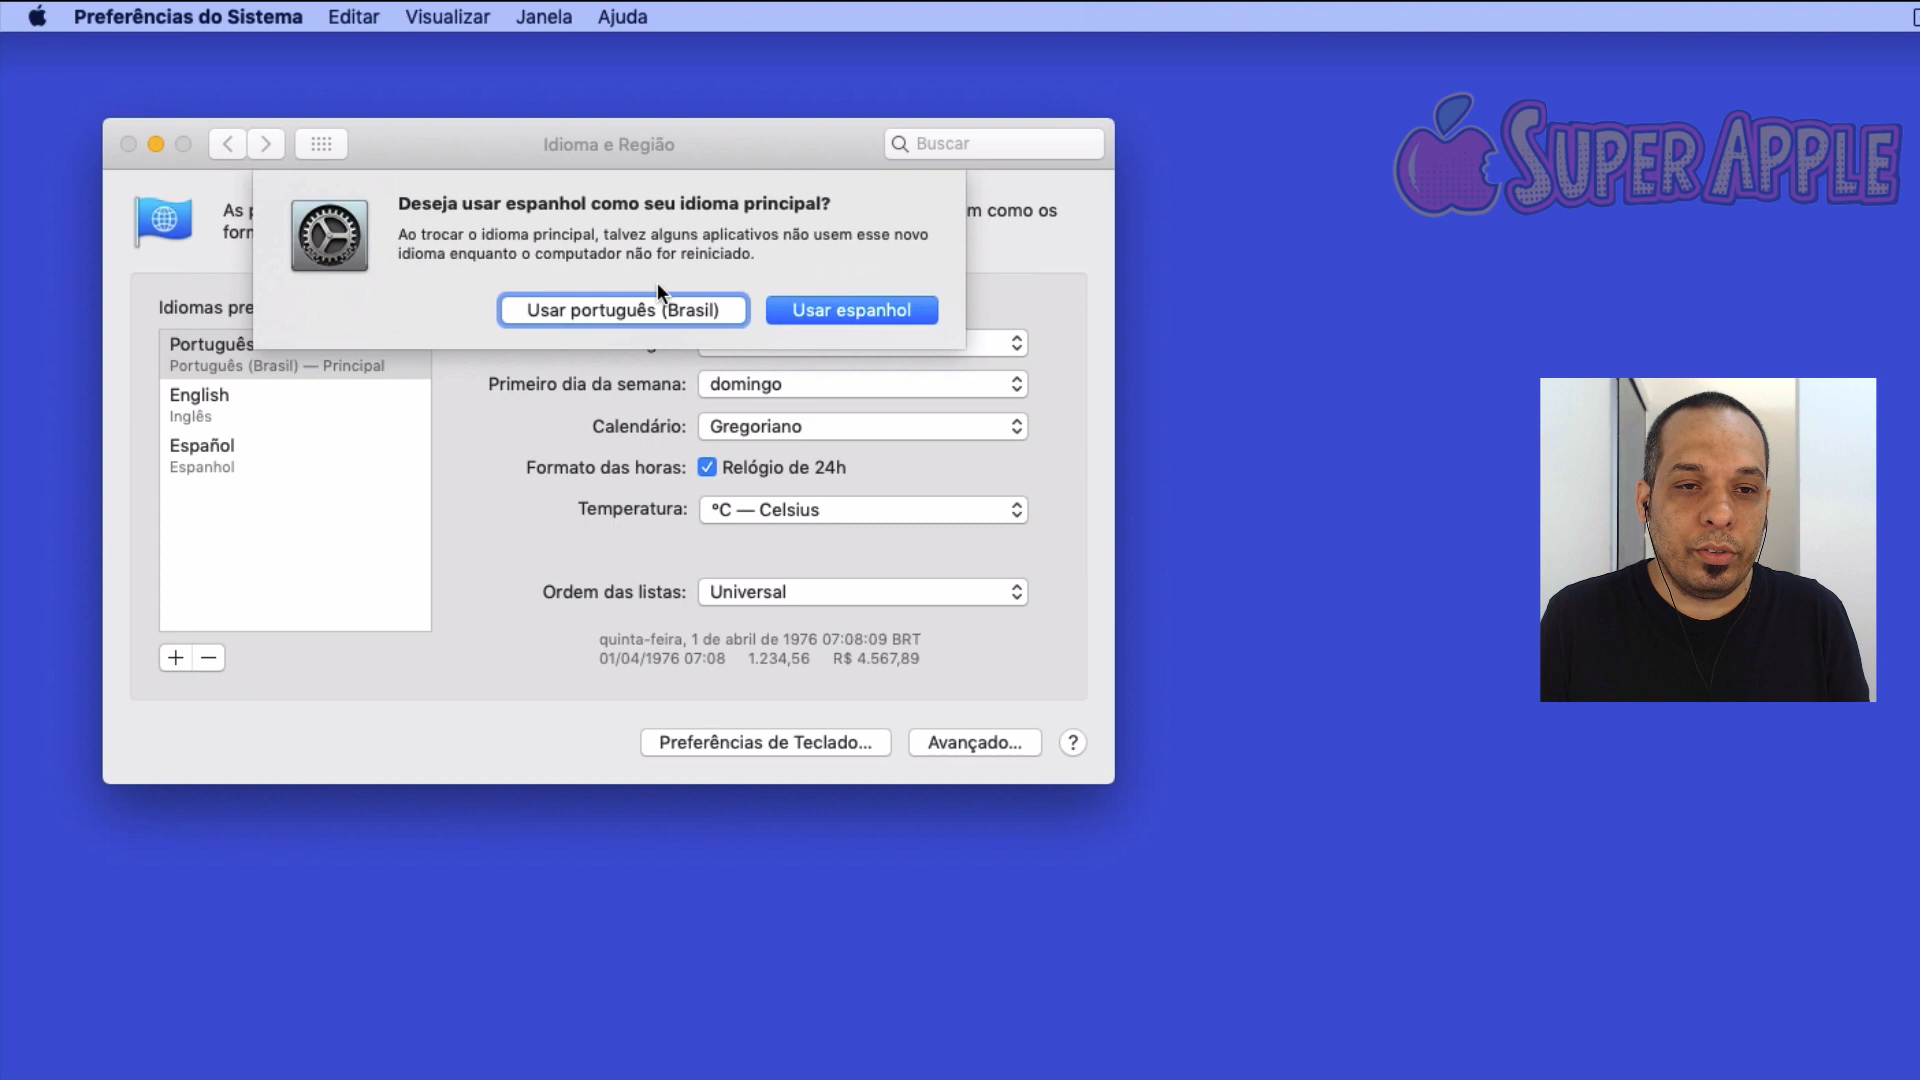 Preferências do Sistema Editar Visualizar Janela Ajuda
SUPER APPLE
Idioma e Região
Buscar
Deseja usar espanhol como seu idioma principal?
Ao trocar o idioma principal, talvez alguns aplicativos não usem esse novo
idioma enquanto o computador não for reiniciado.
Usar português (Brasil) Usar espanhol
As
m como os
Idiomas pre
Português
Português (Brasil) — Principal
English
Inglês
Español
Espanhol
+ −
Primeiro dia da semana: domingo
Calendário: Gregoriano
Formato das horas: Relógio de 24h
Temperatura: °C — Celsius
Ordem das listas: Universal
quinta-feira, 1 de abril de 1976 07:08:09 BRT
01/04/1976 07:08 1.234,56 R$ 4.567,89
Preferências de Teclado... Avançado... ?